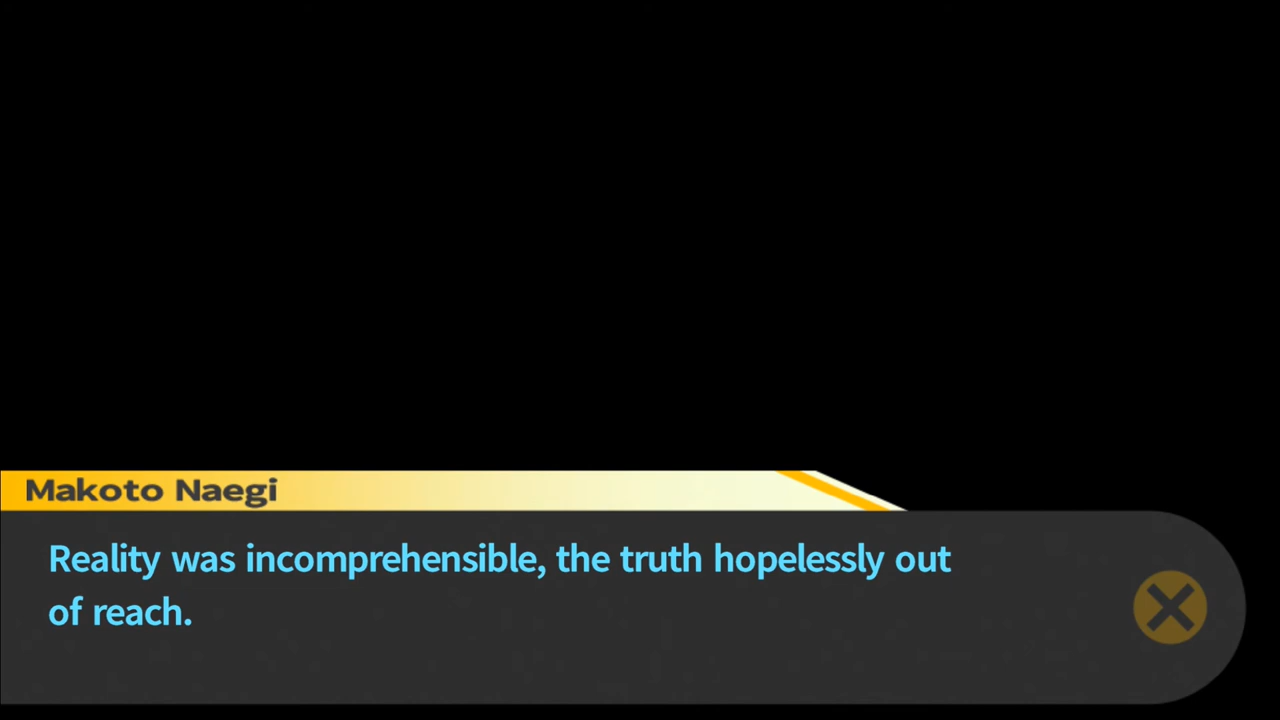 Makoto Naegi
Reality was incomprehensible, the truth hopelessly out
of reach.